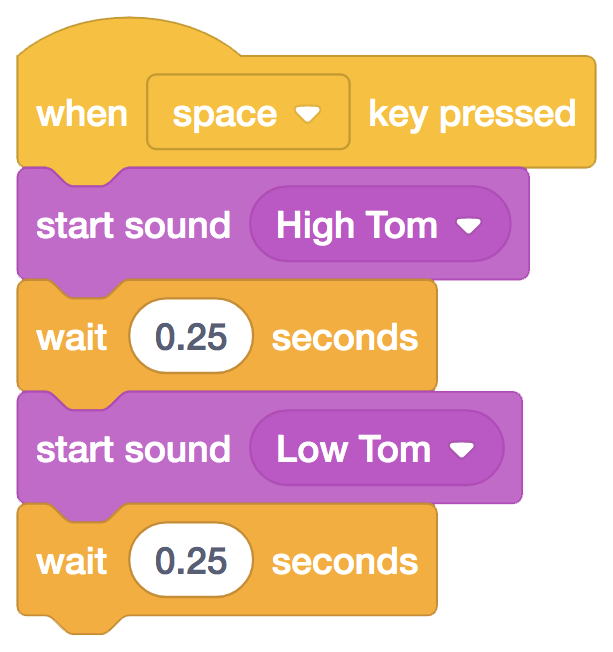 when space key pressed
start sound High Tom
wait 0.25 seconds
start sound Low Tom
wait 0.25 seconds